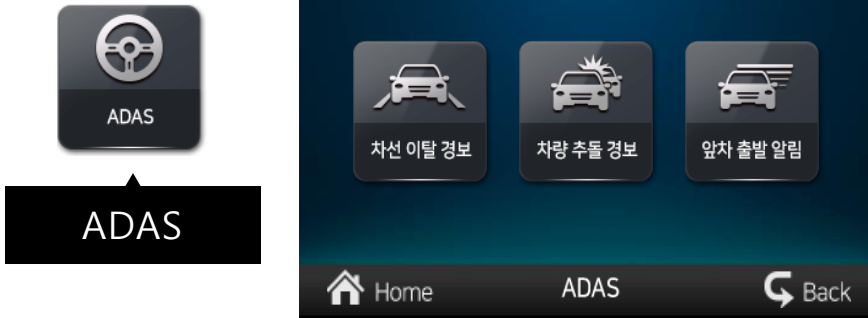 ADAS
ADAS
차선 이탈 경보
차량 추돌 경보
앞차 출발 알림
Home
ADAS
Back